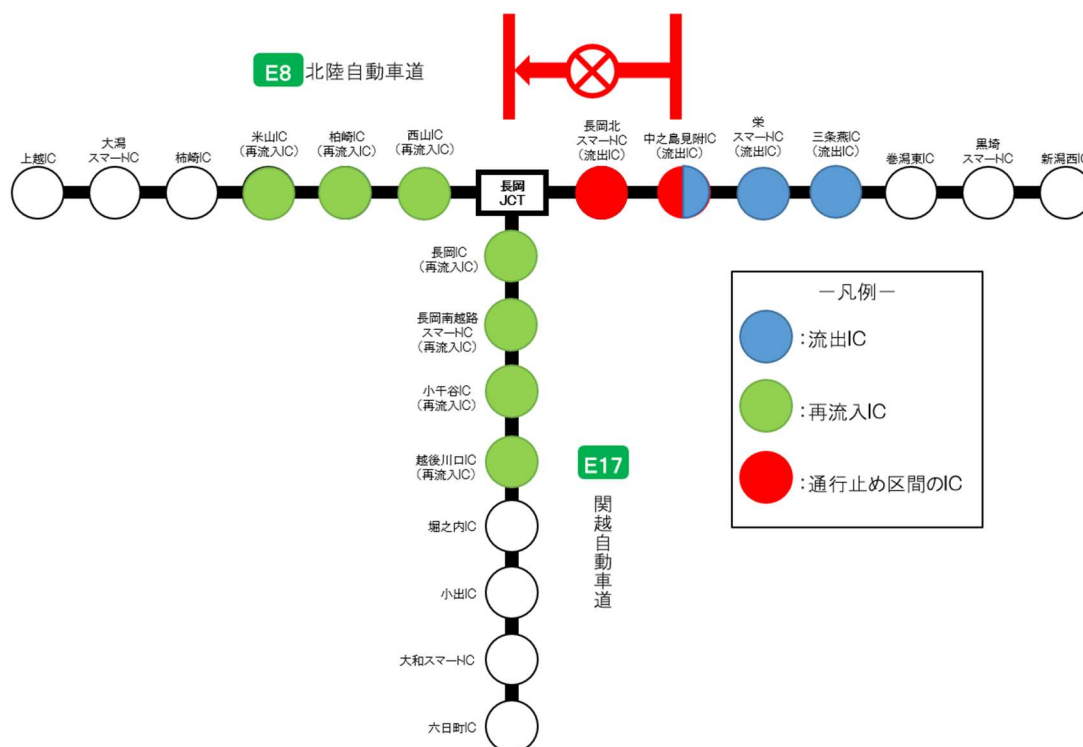 E8 北陸自動車道
上越IC
大潟
スマートIC
柿崎IC
米山IC
(再流入IC)
柏崎IC
(再流入IC)
西山IC
(再流入IC)
長岡
JCT
長岡北
スマートIC
(流出IC)
中之島見附IC
(流出IC)
栄
スマートIC
(流出IC)
三条燕IC
(流出IC)
巻潟東IC
黒埼
スマートIC
新潟西IC
長岡IC
(再流入IC)
長岡南越路
スマートIC
(再流入IC)
小千谷IC
(再流入IC)
越後川口IC
(再流入IC)
堀之内IC
小出IC
大和スマートIC
六日町IC
E17
関越自動車道
－凡例－
：流出IC
：再流入IC
：通行止め区間のIC